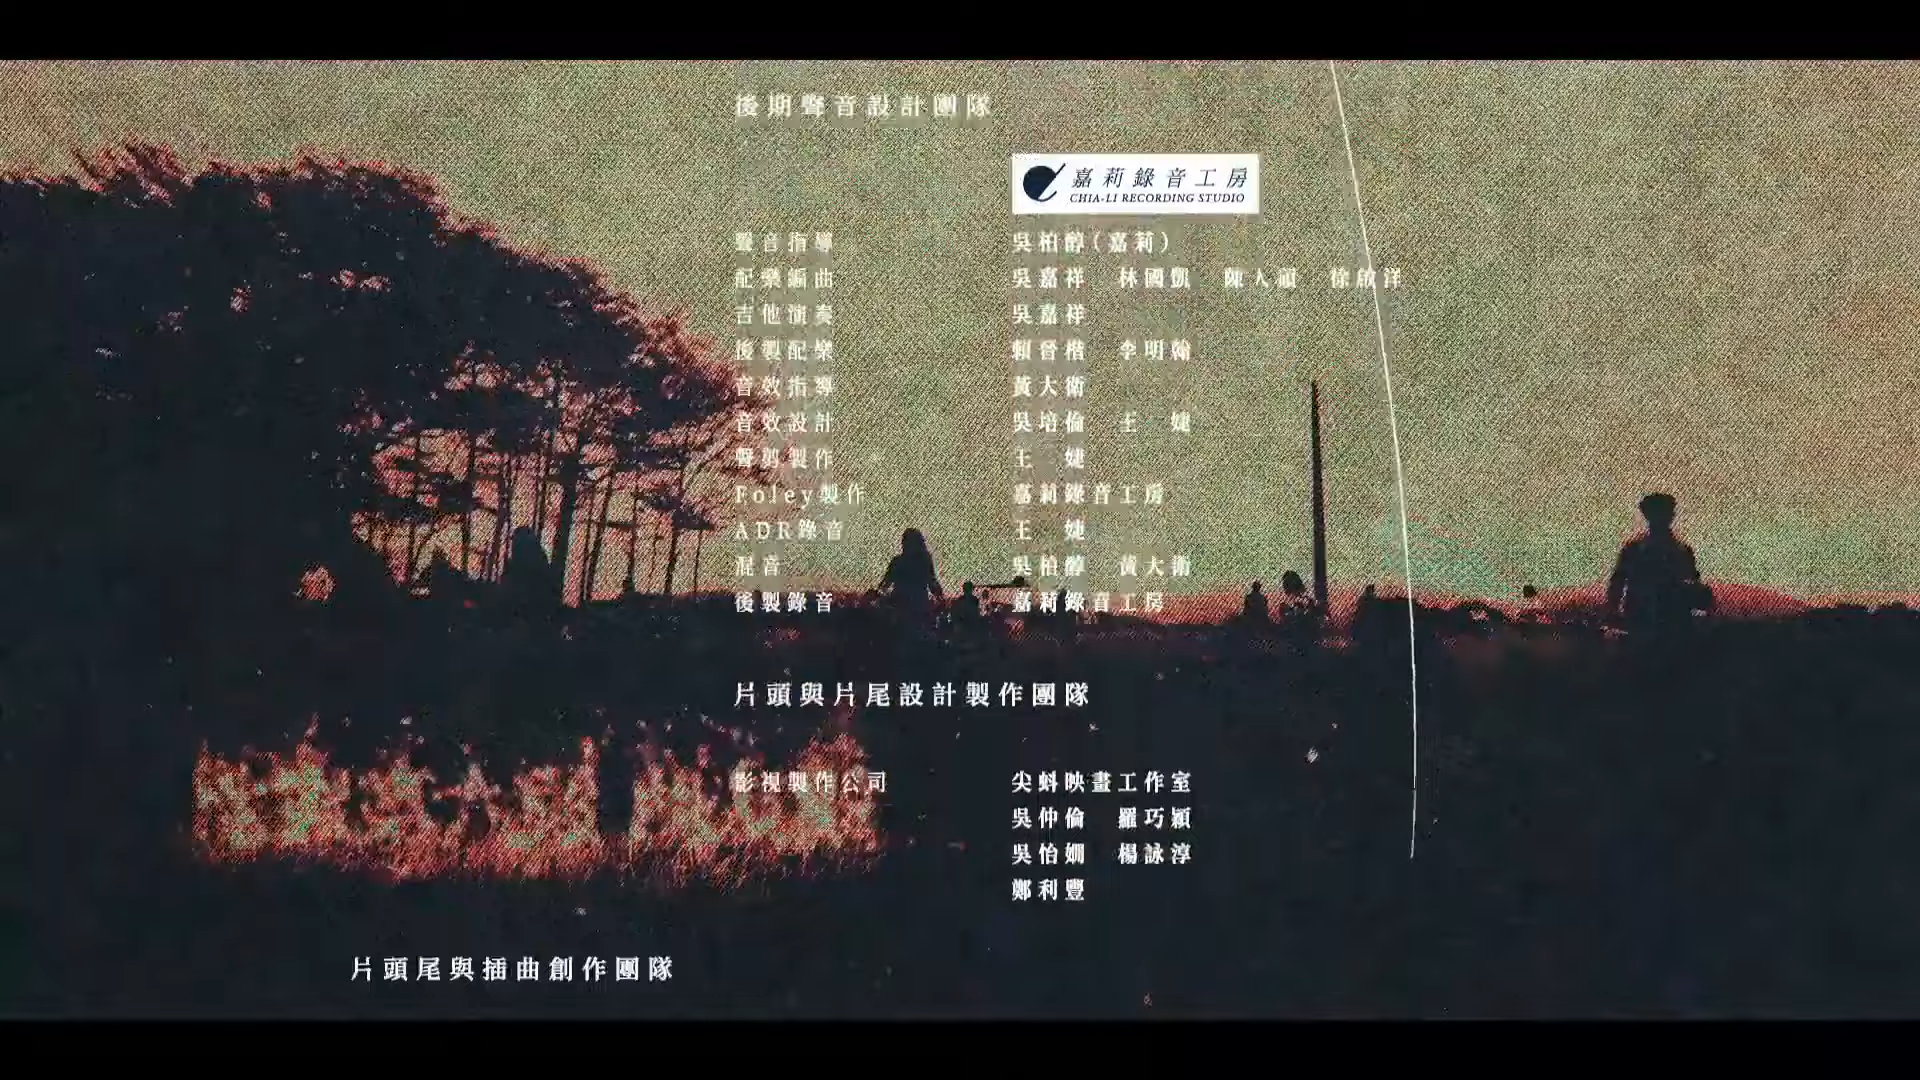 後期聲音設計團隊
嘉莉錄音工房
CHIA-LI RECORDING STUDIO
聲音指導 吳柏醇(嘉莉)
配樂編曲 吳嘉祥 林國凱 陳人碩 徐啟洋
吉他演奏 吳嘉祥
後製配樂 賴晉楷 李明翰
音效指導 黃大衛
音效設計 吳培倫 王 婕
聲剪製作 王 婕
Foley製作 嘉莉錄音工房
ADR錄音 王 婕
混音 吳柏醇 黃大衛
後製錄音 嘉莉錄音工房
片頭與片尾設計製作團隊
影視製作公司 尖蚪映畫工作室
吳仲倫 羅巧穎
吳怡嫺 楊詠淳
鄭利豐
片頭尾與插曲創作團隊